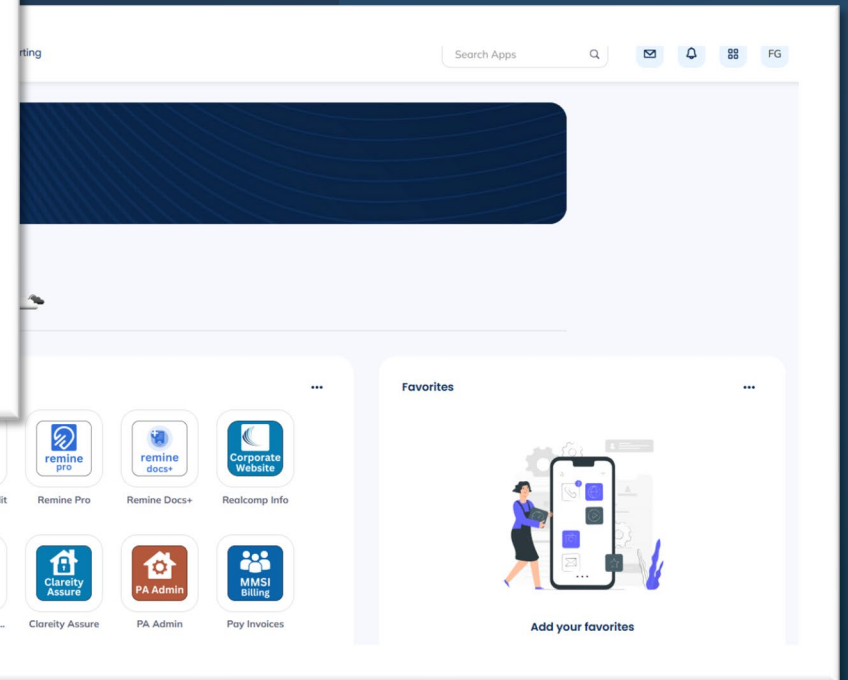 rting
Search Apps
FG
Favorites
remine
pro
remine
docs+
Corporate
Website
it
Remine Pro
Remine Docs+
Realcomp Info
Clareity
Assure
PA Admin
MMSI
Billing
...
Clareity Assure
PA Admin
Pay Invoices
Add your favorites